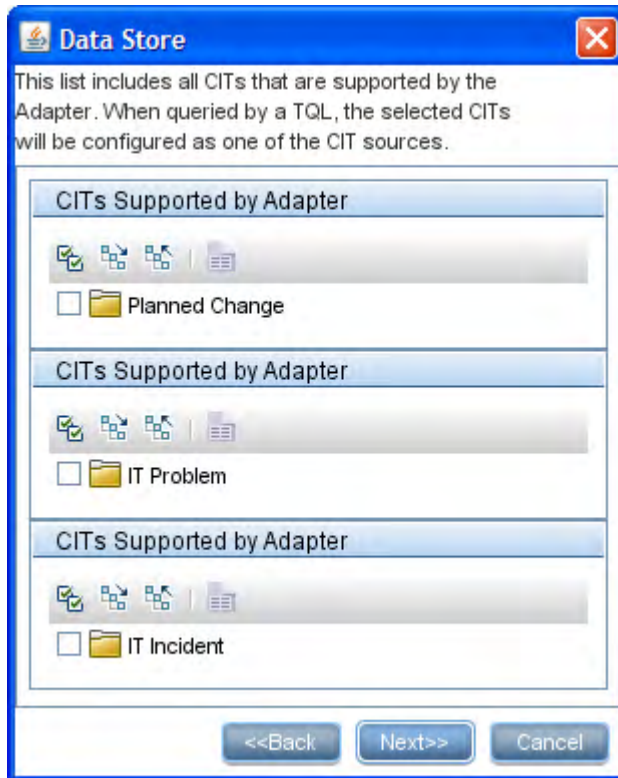 Data Store
This list includes all CITs that are supported by the
Adapter. When queried by a TQL, the selected CITs
will be configured as one of the CIT sources.
CITs Supported by Adapter
Planned Change
CITs Supported by Adapter
IT Problem
CITs Supported by Adapter
IT Incident
<<Back Next>> Cancel